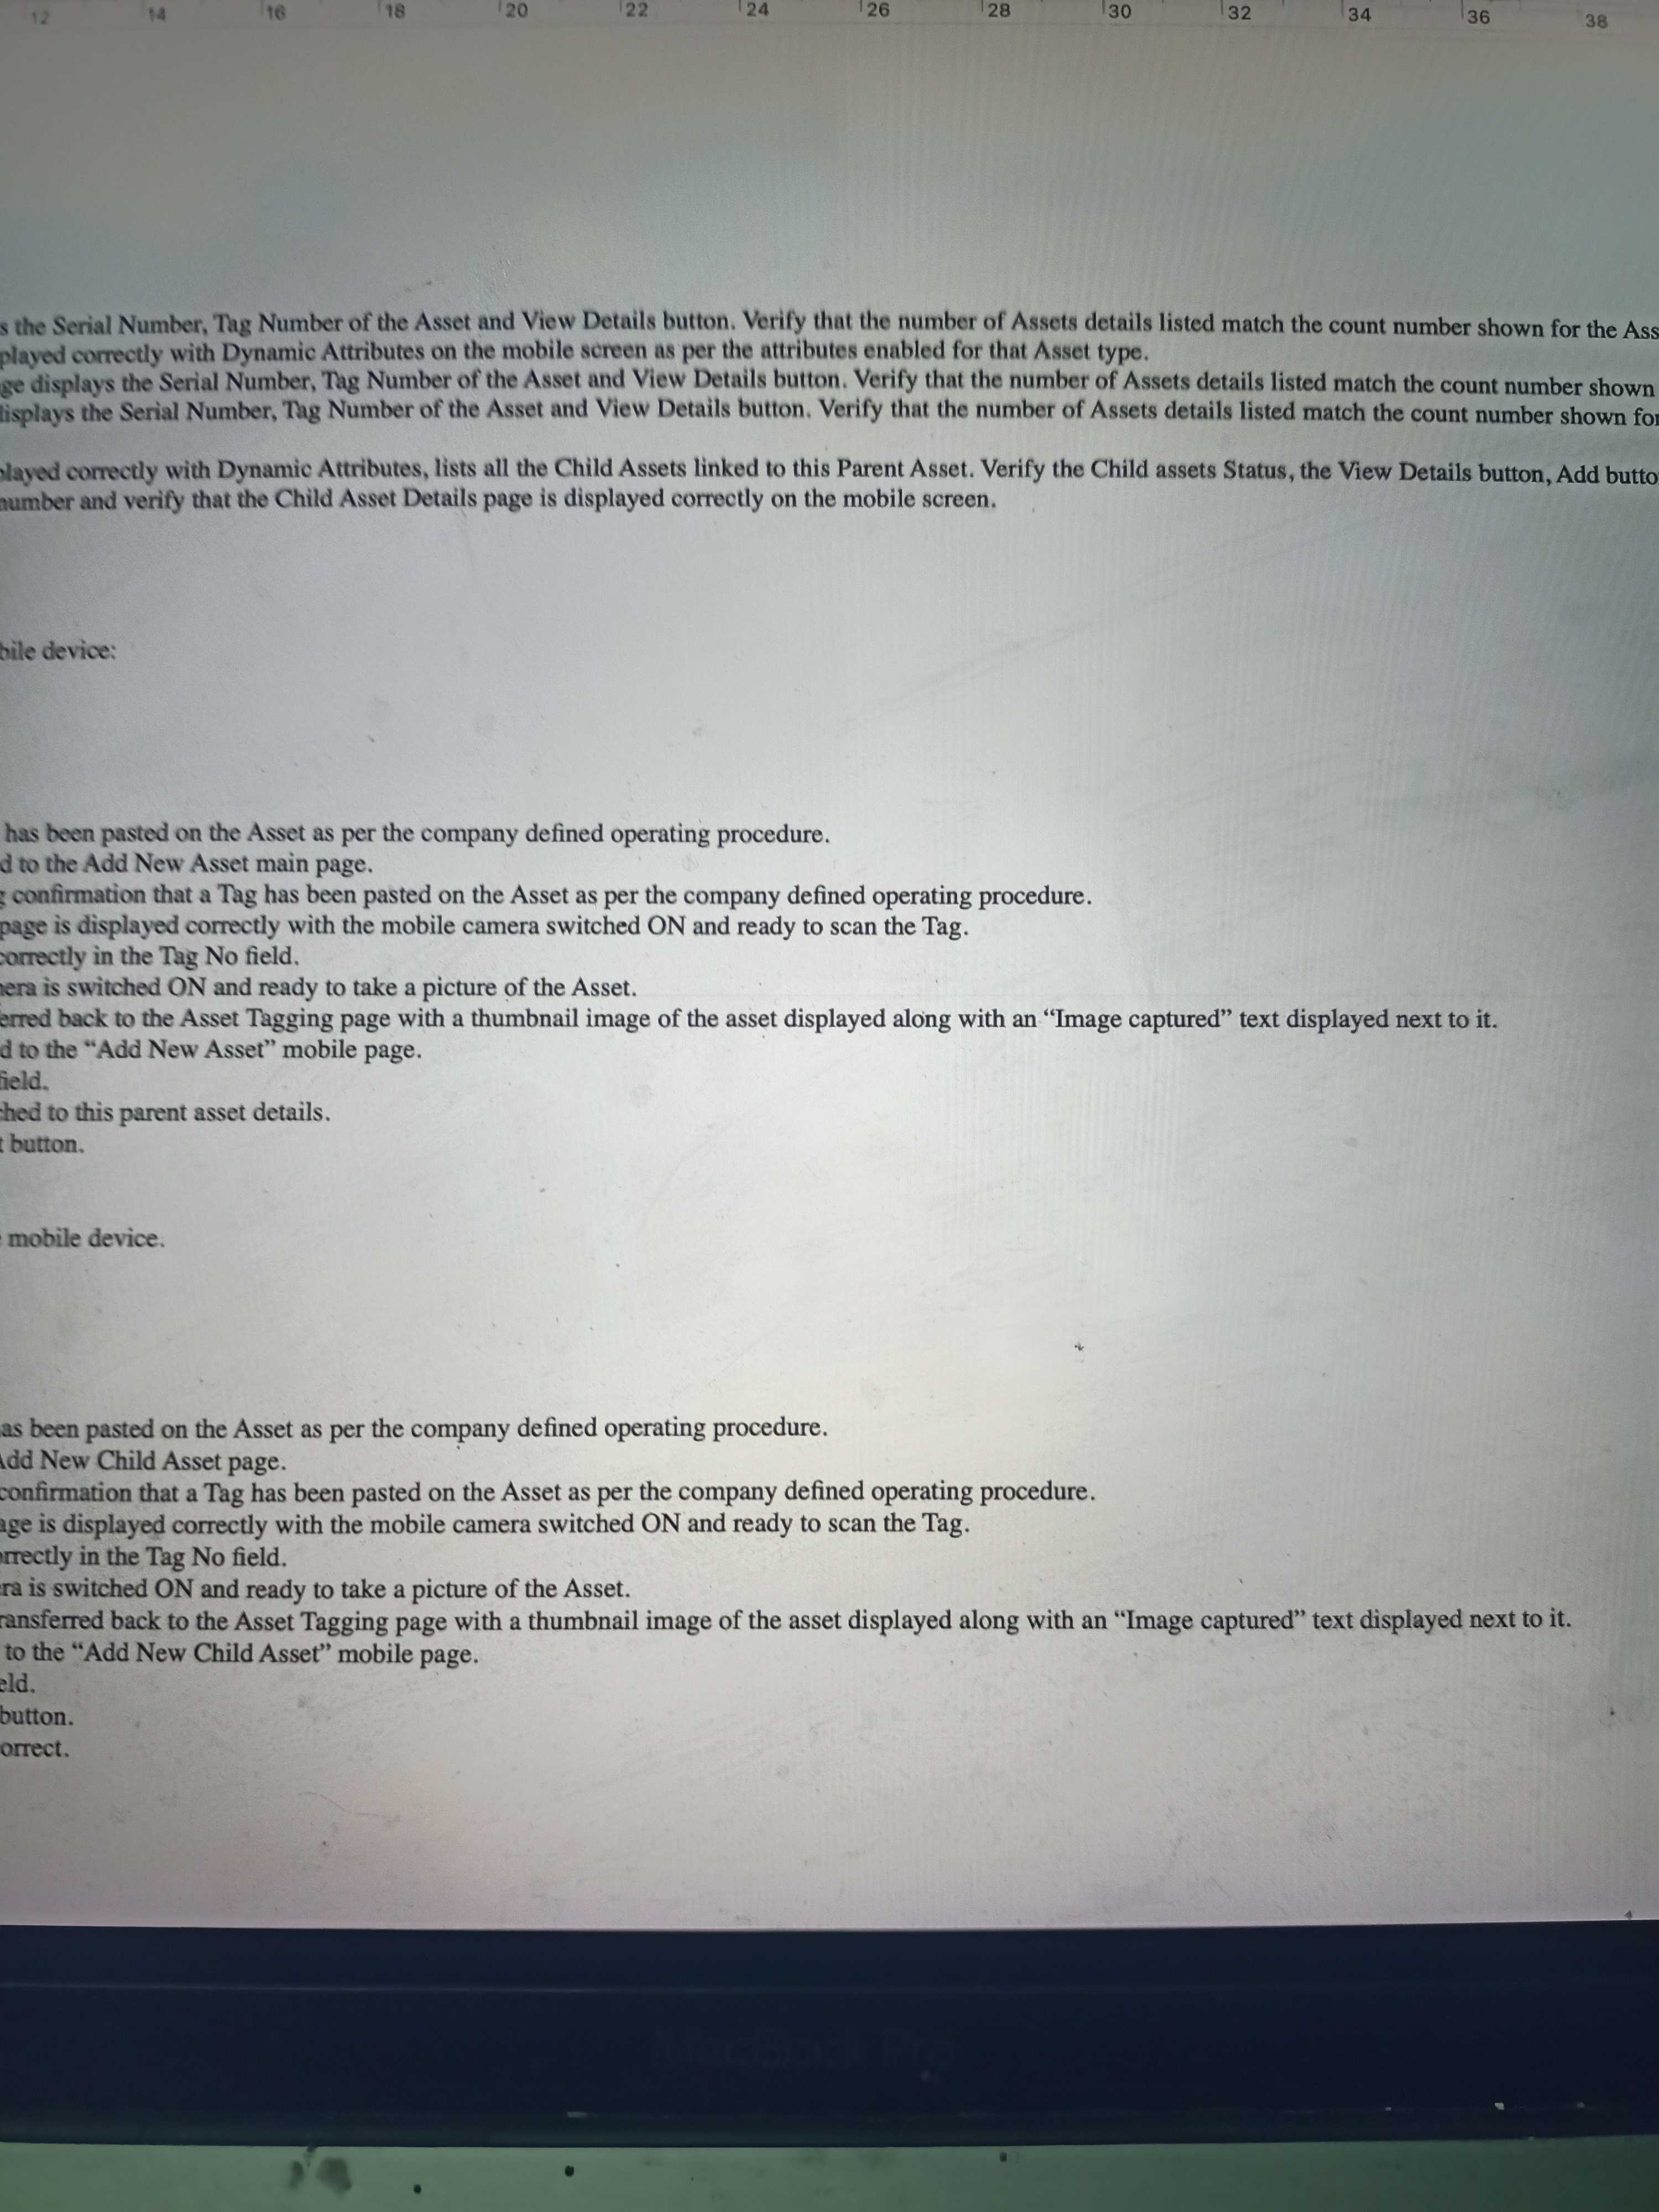 12 14 16 18 20 22 24 26 28 30 32 34 36 38
s the Serial Number, Tag Number of the Asset and View Details button. Verify that the number of Assets details listed match the count number shown for the Ass
played correctly with Dynamic Attributes on the mobile screen as per the attributes enabled for that Asset type.
ge displays the Serial Number, Tag Number of the Asset and View Details button. Verify that the number of Assets details listed match the count number shown
displays the Serial Number, Tag Number of the Asset and View Details button. Verify that the number of Assets details listed match the count number shown for
played correctly with Dynamic Attributes, lists all the Child Assets linked to this Parent Asset. Verify the Child assets Status, the View Details button, Add butto
number and verify that the Child Asset Details page is displayed correctly on the mobile screen.
bile device:
has been pasted on the Asset as per the company defined operating procedure.
d to the Add New Asset main page.
g confirmation that a Tag has been pasted on the Asset as per the company defined operating procedure.
page is displayed correctly with the mobile camera switched ON and ready to scan the Tag.
correctly in the Tag No field.
nera is switched ON and ready to take a picture of the Asset.
erred back to the Asset Tagging page with a thumbnail image of the asset displayed along with an “Image captured” text displayed next to it.
d to the “Add New Asset” mobile page.
field.
ched to this parent asset details.
t button.
mobile device.
as been pasted on the Asset as per the company defined operating procedure.
Add New Child Asset page.
confirmation that a Tag has been pasted on the Asset as per the company defined operating procedure.
age is displayed correctly with the mobile camera switched ON and ready to scan the Tag.
orrectly in the Tag No field.
ra is switched ON and ready to take a picture of the Asset.
ransferred back to the Asset Tagging page with a thumbnail image of the asset displayed along with an “Image captured” text displayed next to it.
to the “Add New Child Asset” mobile page.
eld.
button.
orrect.
MacBook Pro